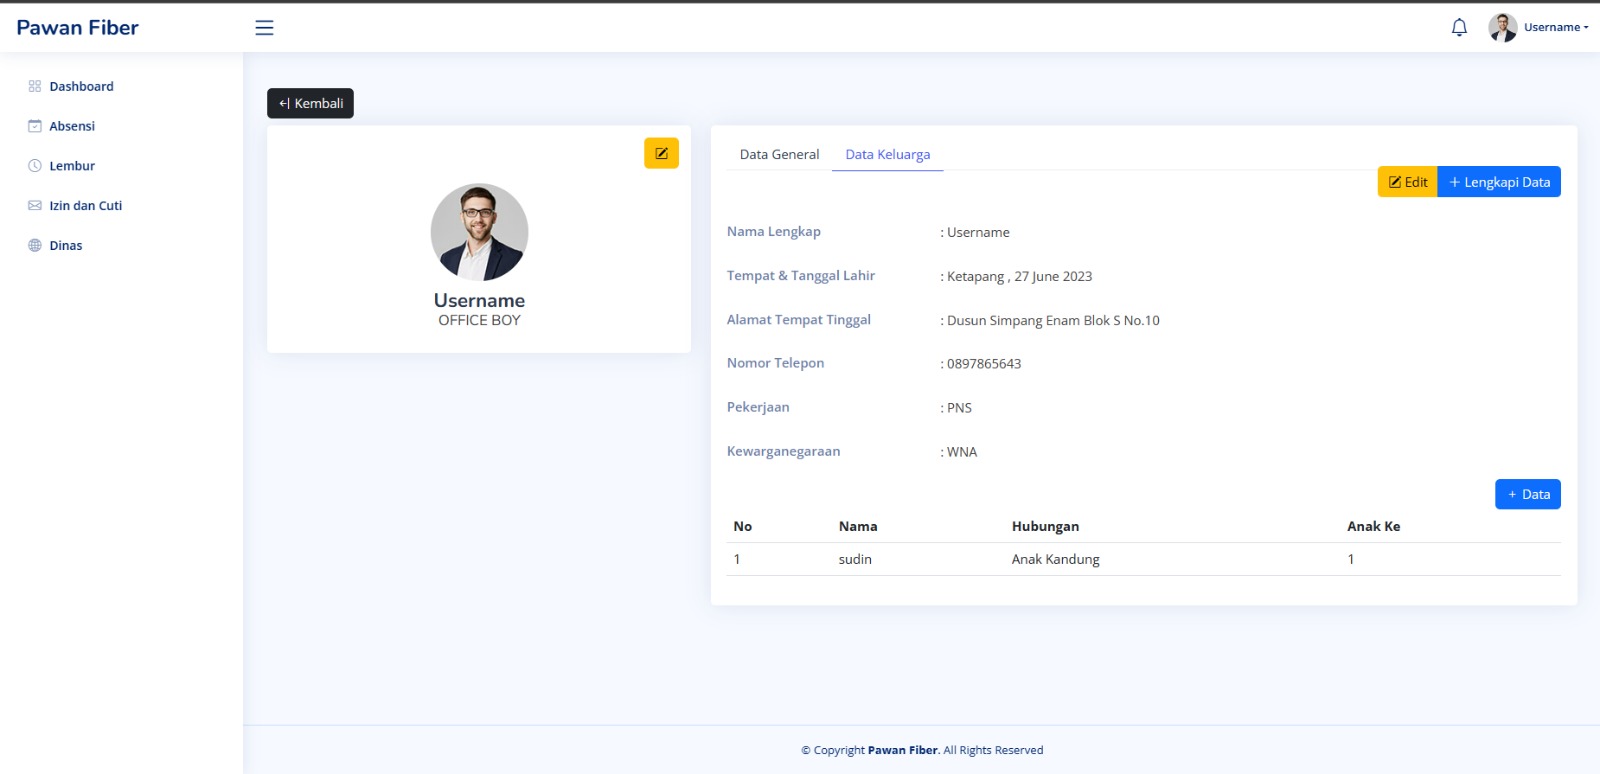 Pawan Fiber
Username
Dashboard
Absensi
Lembur
Izin dan Cuti
Dinas
Kembali
Username
OFFICE BOY
Data General
Data Keluarga
Edit
+ Lengkapi Data
Nama Lengkap : Username
Tempat & Tanggal Lahir : Ketapang , 27 June 2023
Alamat Tempat Tinggal : Dusun Simpang Enam Blok S No.10
Nomor Telepon : 0897865643
Pekerjaan : PNS
Kewarganegaraan : WNA
+ Data
No Nama Hubungan Anak Ke
1 sudin Anak Kandung 1
© Copyright Pawan Fiber. All Rights Reserved